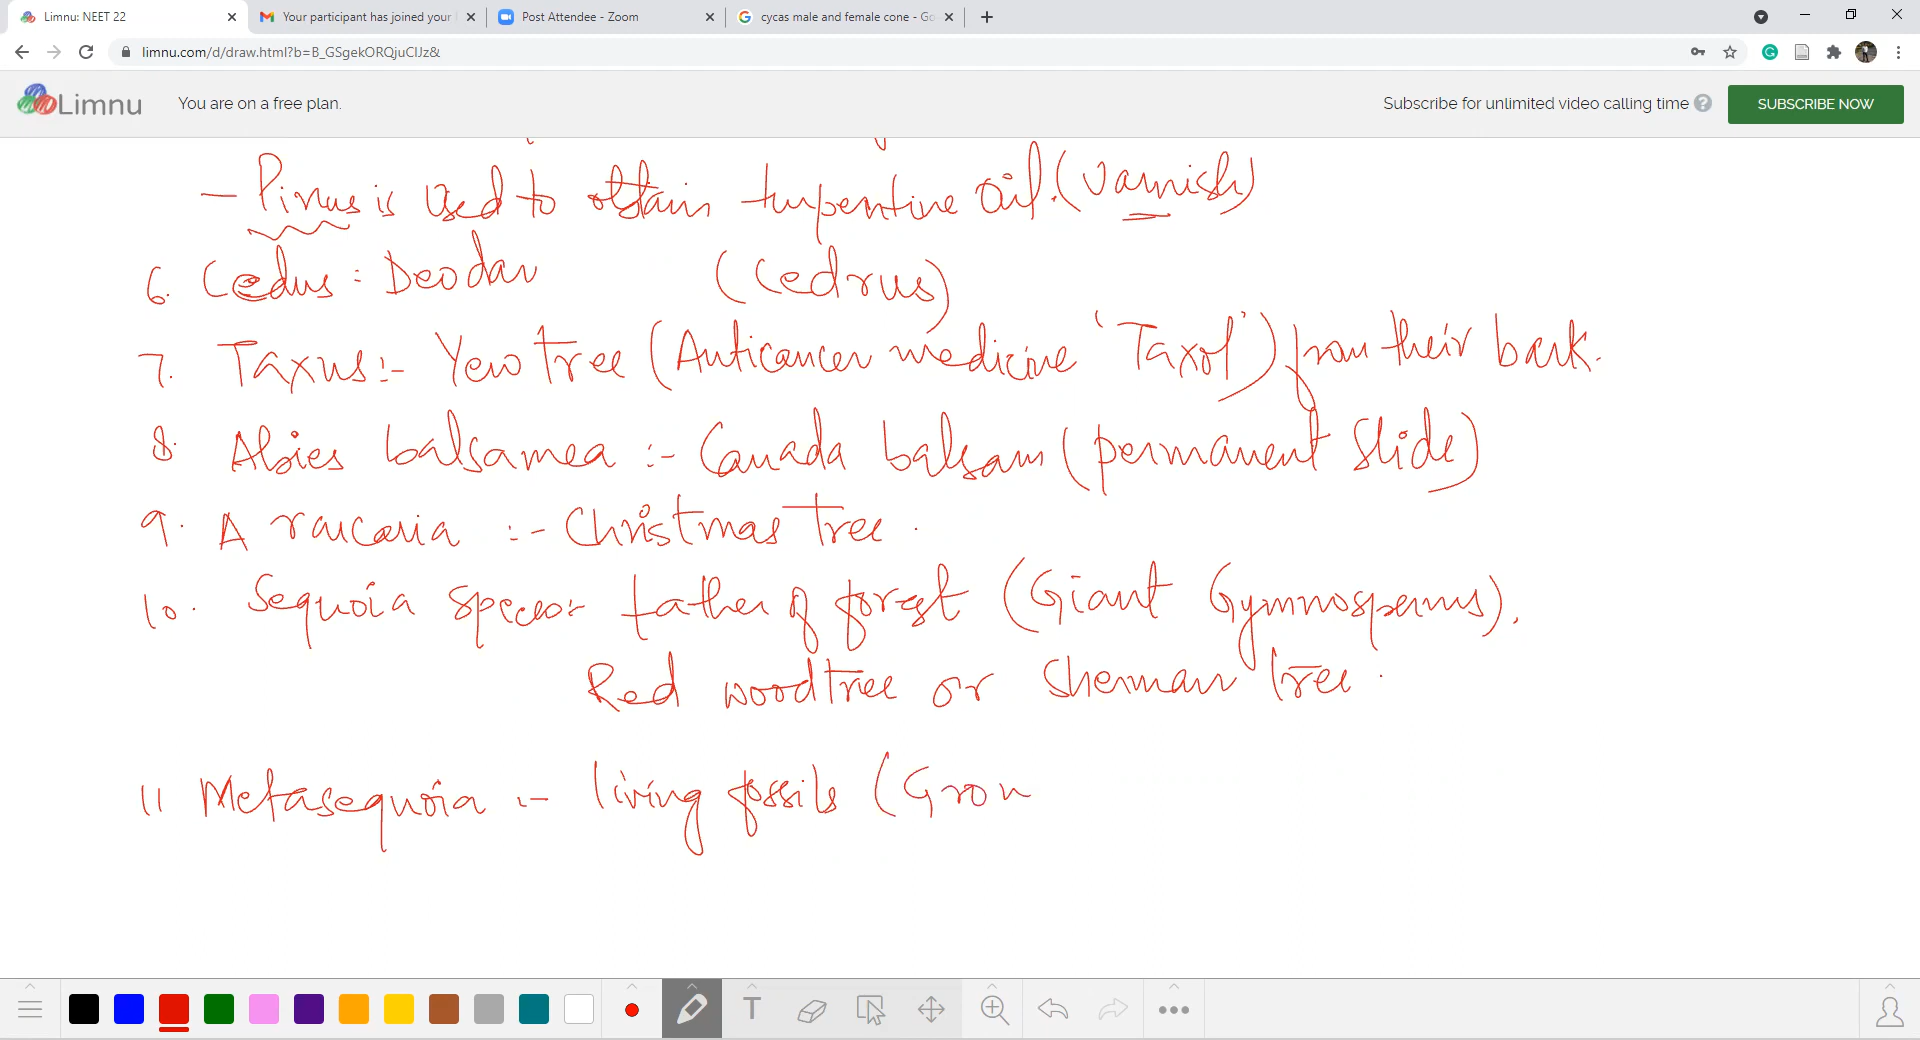 Limnu: NEET 22
Your participant has joined your
Post Attendee - Zoom
cycas male and female cone - Go
limnu.com/d/draw.html?b=B_GSgekORQjuCIJz&
Limnu
You are on a free plan.
Subscribe for unlimited video calling time ?
SUBSCRIBE NOW
- Pinus is used to obtain turpentine oil. (Varnish)
6. Cedrus : Deodar (Cedrus)
7. Taxus :- Yew tree (Anticancer medicine 'Taxol') from their bark.
8. Abies balsamea :- Canada balsam (permanent slide)
9. Araucaria :- Christmas tree.
10. Sequoia species: father of forest (Giant Gymnosperms).
Red wood tree or Sherman tree.
11 Metasequoia :- living fossils (Grow
T